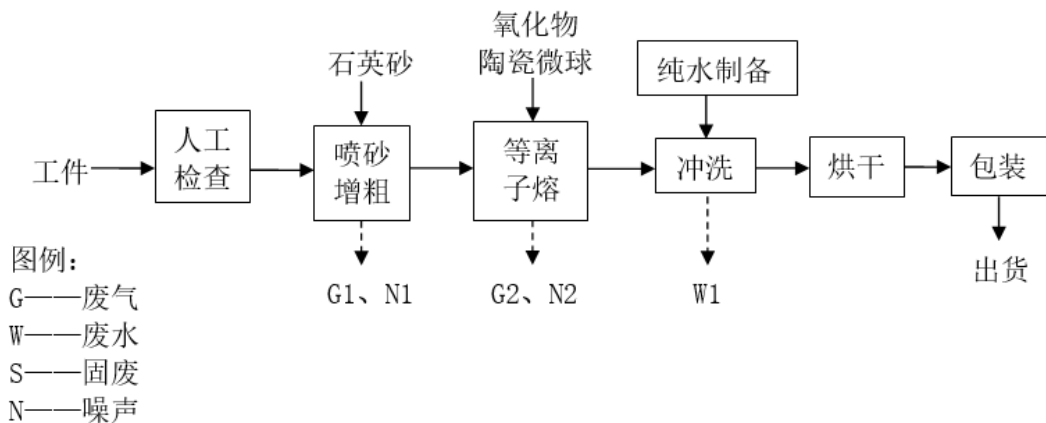 工件
人工
检查
石英砂
喷砂
增粗
G1、N1
氧化物
陶瓷微球
等离
子熔
G2、N2
纯水制备
冲洗
W1
烘干
包装
出货
图例：
G——废气
W——废水
S——固废
N——噪声